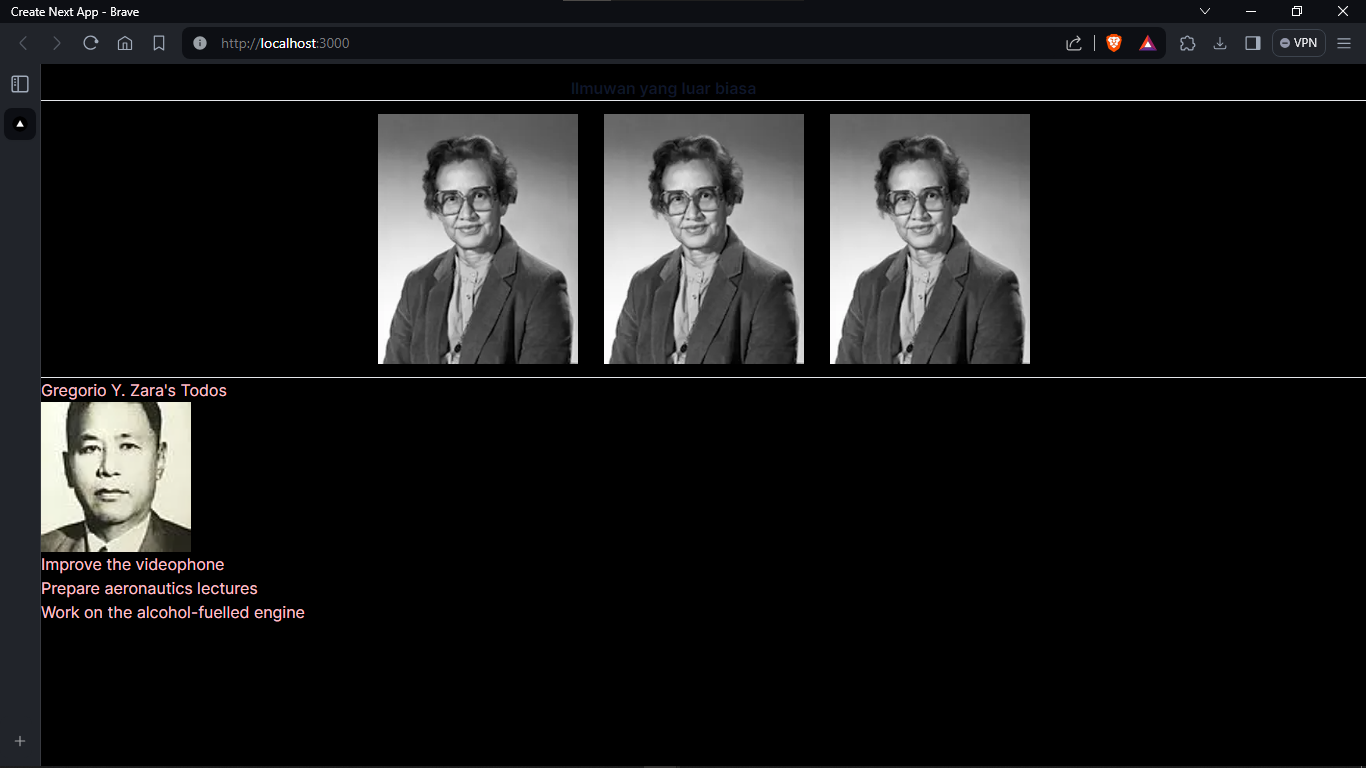 Create Next App - Brave
http://localhost:3000
VPN
Ilmuwan yang luar biasa
Gregorio Y. Zara's Todos
Improve the videophone
Prepare aeronautics lectures
Work on the alcohol-fuelled engine